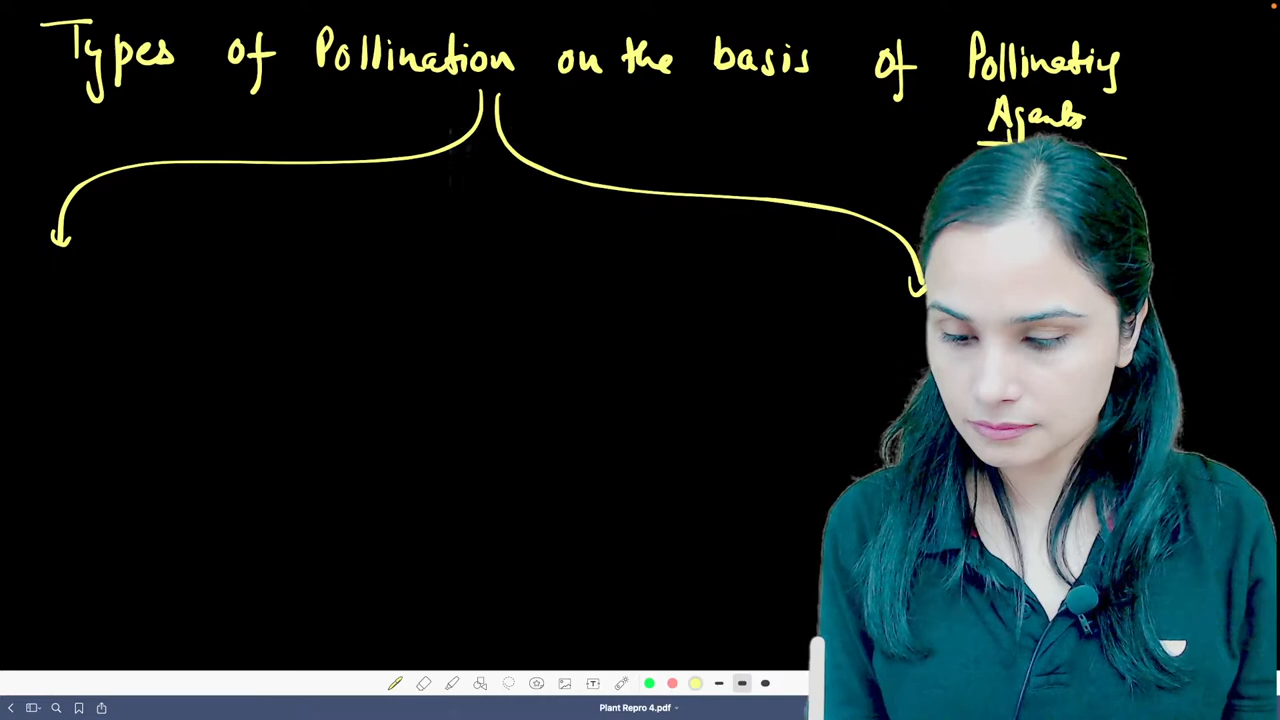 Types of Pollination on the basis of Pollinating
Agents
Plant Repro 4.pdf